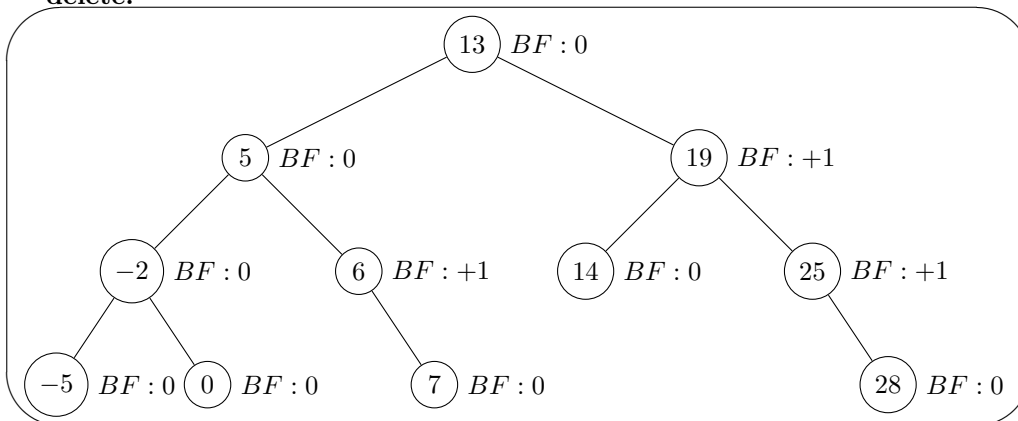 delete.
13 BF : 0
5 BF : 0 19 BF : +1
−2 BF : 0 6 BF : +1 14 BF : 0 25 BF : +1
−5 BF : 0 0 BF : 0 7 BF : 0 28 BF : 0